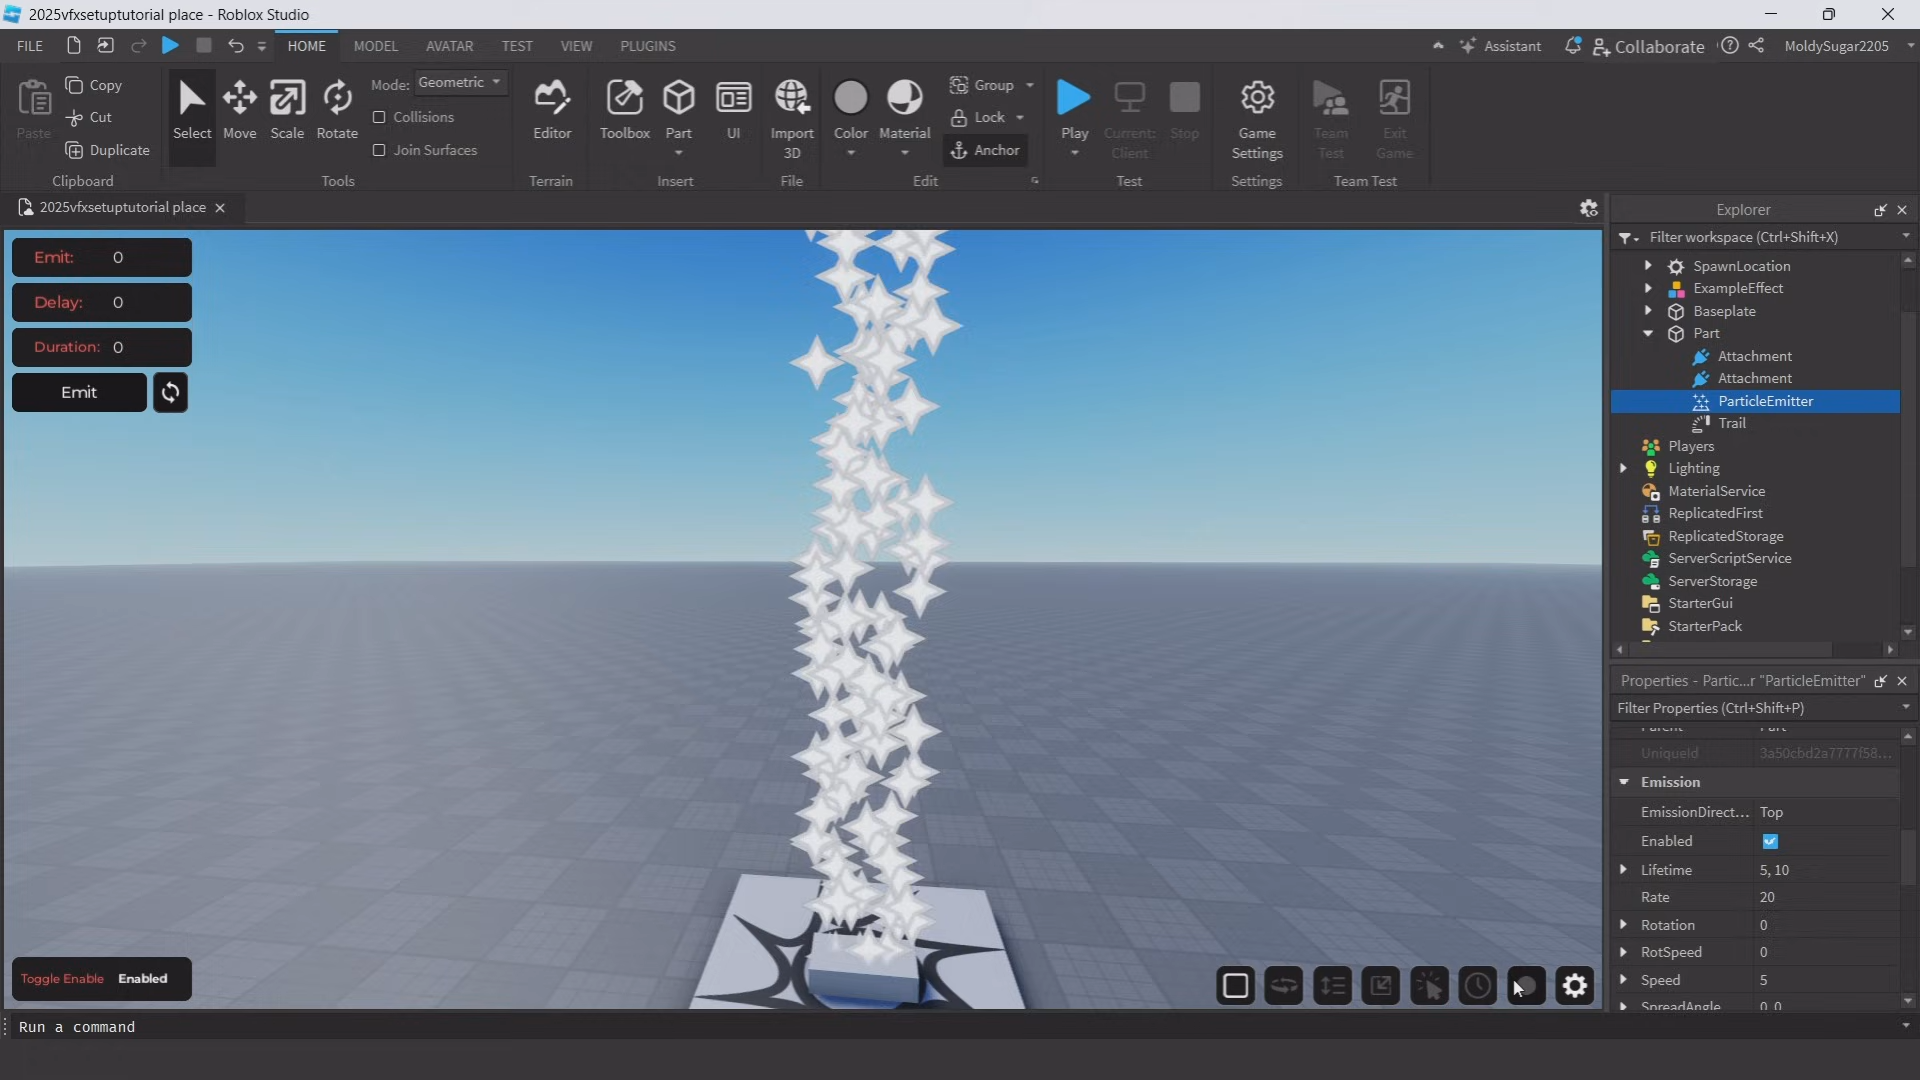 2025vfxsetuptutorial place - Roblox Studio
FILE HOME MODEL AVATAR TEST VIEW PLUGINS Assistant Collaborate MoldySugar2205
Paste Copy Cut Duplicate
Clipboard
Select Move Scale Rotate
Mode: Geometric
Collisions
Join Surfaces
Tools
Editor
Terrain
Toolbox Part UI
Insert
Import
3D
File
Color Material
Group
Lock
Anchor
Edit
Play Current:
Client Stop
Test
Game
Settings
Settings
Team
Test Exit
Game
Team Test
2025vfxsetuptutorial place
Emit: 0
Delay: 0
Duration: 0
Emit
Toggle Enable Enabled
Explorer
Filter workspace (Ctrl+Shift+X)
SpawnLocation
ExampleEffect
Baseplate
Part
Attachment
Attachment
ParticleEmitter
Trail
Players
Lighting
MaterialService
ReplicatedFirst
ReplicatedStorage
ServerScriptService
ServerStorage
StarterGui
StarterPack
Properties - Partic...r "ParticleEmitter"
Filter Properties (Ctrl+Shift+P)
Parent Part
UniqueId 3a50cbd2a7777f58...
Emission
EmissionDirect... Top
Enabled
Lifetime 5, 10
Rate 20
Rotation 0
RotSpeed 0
Speed 5
SpreadAngle 0, 0
Run a command